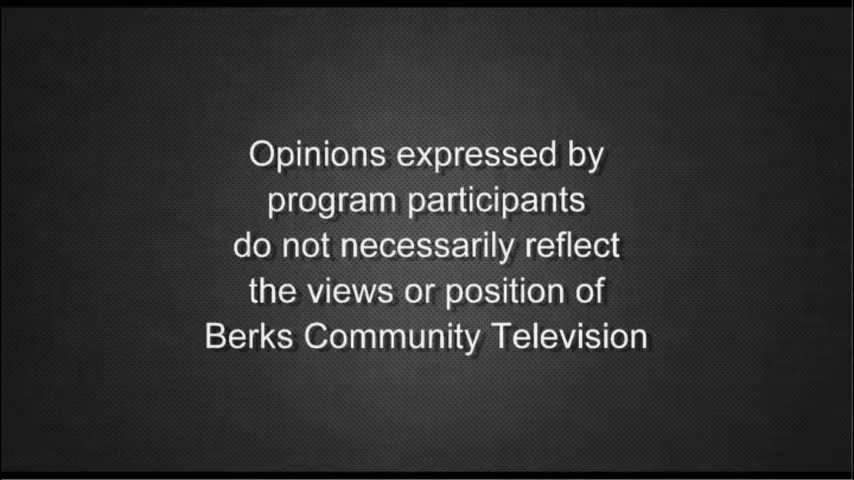 Opinions expressed by
program participants
do not necessarily reflect
the views or position of
Berks Community Television